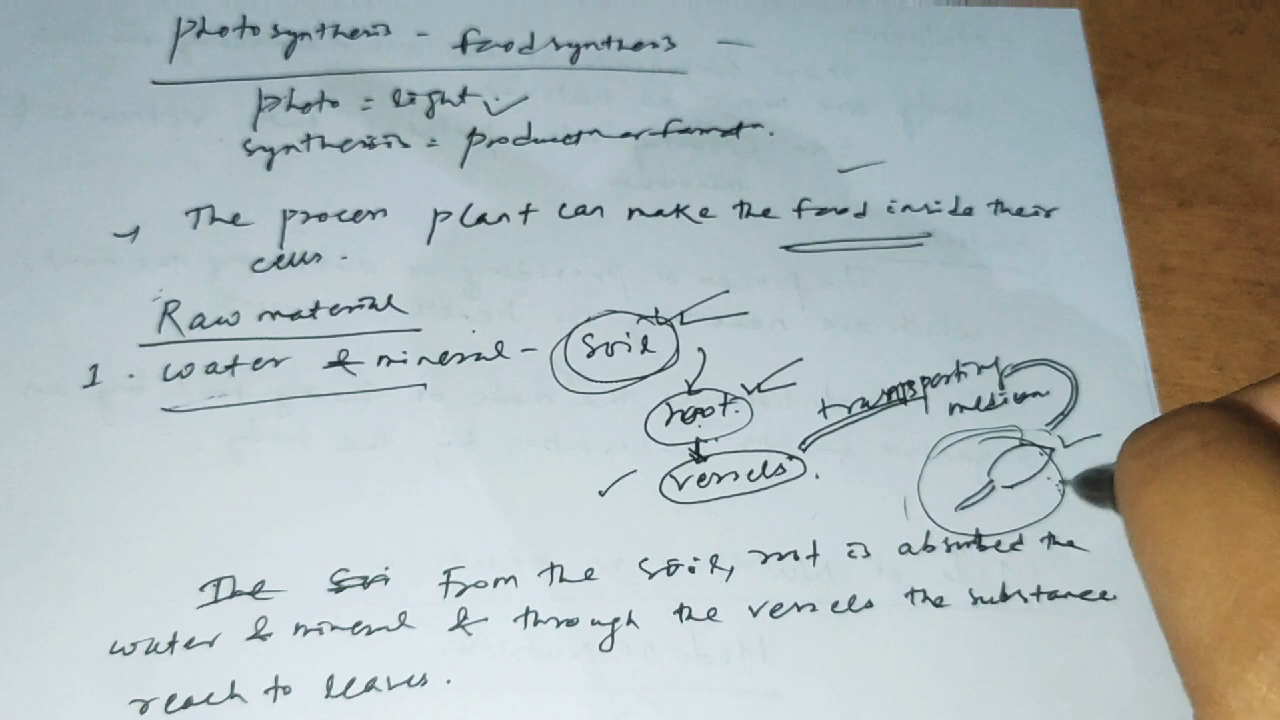 Photosynthesis - food synthesis -
photo = light
synthesis = production or format.
→ The process plant can make the food inside their
cells.
Raw material
1. water & mineral - soil
root.
transporting
medium
vessels.
The From the soil, root is absorbed the
water & mineral & through the vessels the substance
reach to leaves.